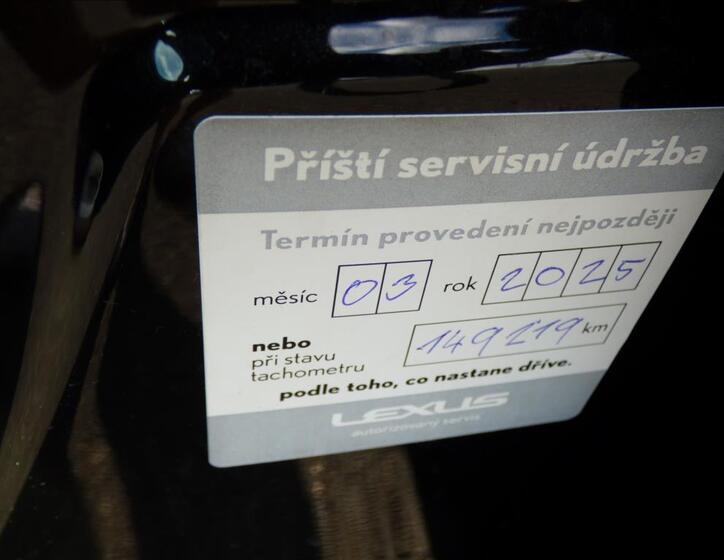 Příští servisní údržba
Termín provedení nejpozději
měsíc 03 rok 2025
nebo
při stavu
tachometru 149219 km
podle toho, co nastane dříve.
LEXUS
autorizovaný servis